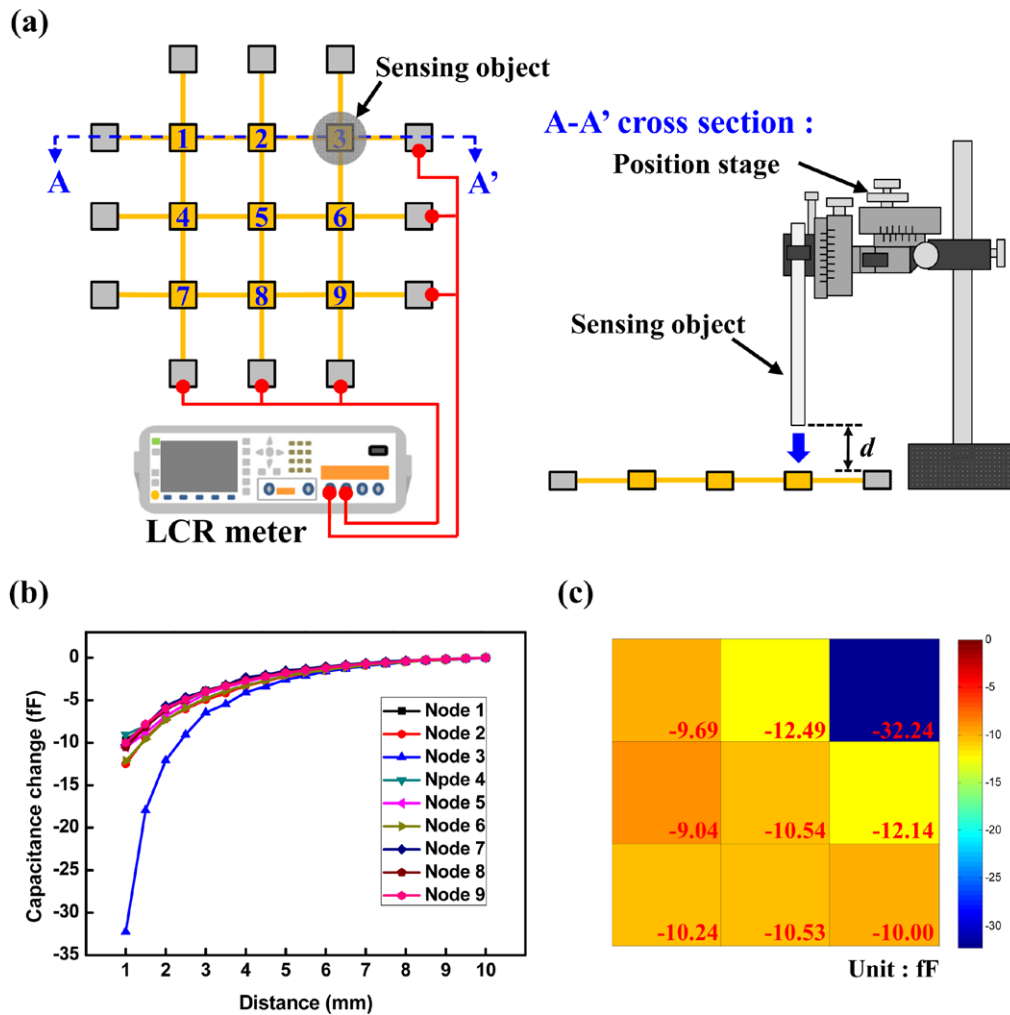 (a)
Sensing object
1 2 3
A A’
4 5 6
7 8 9
LCR meter
A-A’ cross section :
Position stage
Sensing object
d
(b)
Capacitance change (fF)
0
-5
-10
-15
-20
-25
-30
-35
Node 1
Node 2
Node 3
Npde 4
Node 5
Node 6
Node 7
Node 8
Node 9
1 2 3 4 5 6 7 8 9 10
Distance (mm)
(c)
-9.69 -12.49 -32.24
-9.04 -10.54 -12.14
-10.24 -10.53 -10.00
0
-5
-10
-15
-20
-25
-30
Unit : fF